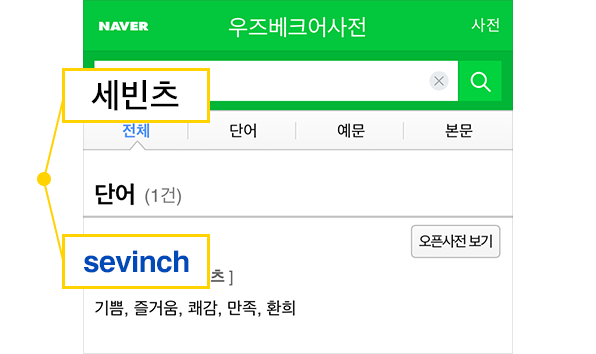 NAVER 우즈베크어사전 사전
세빈츠
전체 단어 예문 본문
단어 (1건)
오픈사전 보기
sevinch
츠 ]
기쁨, 즐거움, 쾌감, 만족, 환희